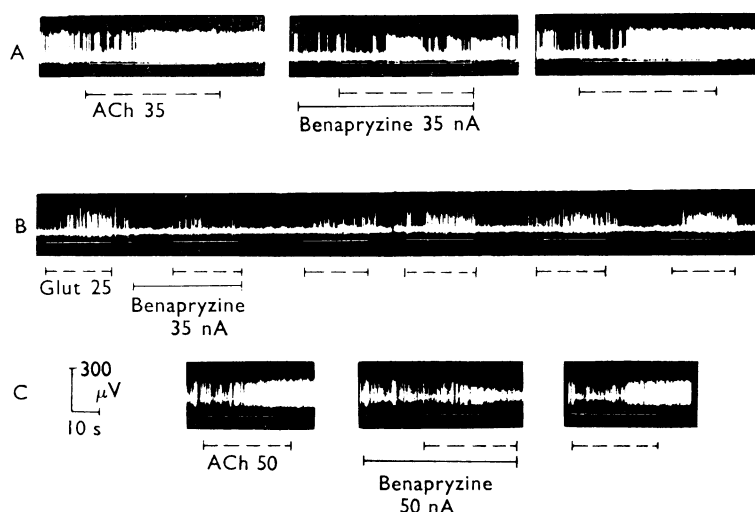 A
ACh 35
Benapryzine 35 nA
B
Glut 25
Benapryzine
35 nA
C
300
μV
10 s
ACh 50
Benapryzine
50 nA